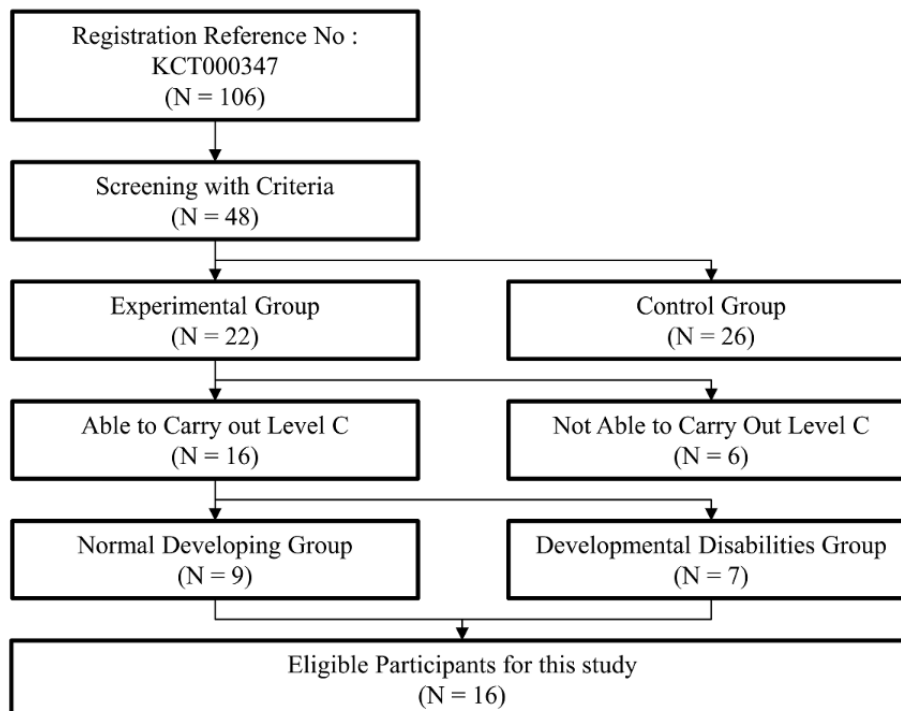 Registration Reference No :
KCT000347
(N = 106)
Screening with Criteria
(N = 48)
Experimental Group
(N = 22)
Control Group
(N = 26)
Able to Carry out Level C
(N = 16)
Not Able to Carry Out Level C
(N = 6)
Normal Developing Group
(N = 9)
Developmental Disabilities Group
(N = 7)
Eligible Participants for this study
(N = 16)